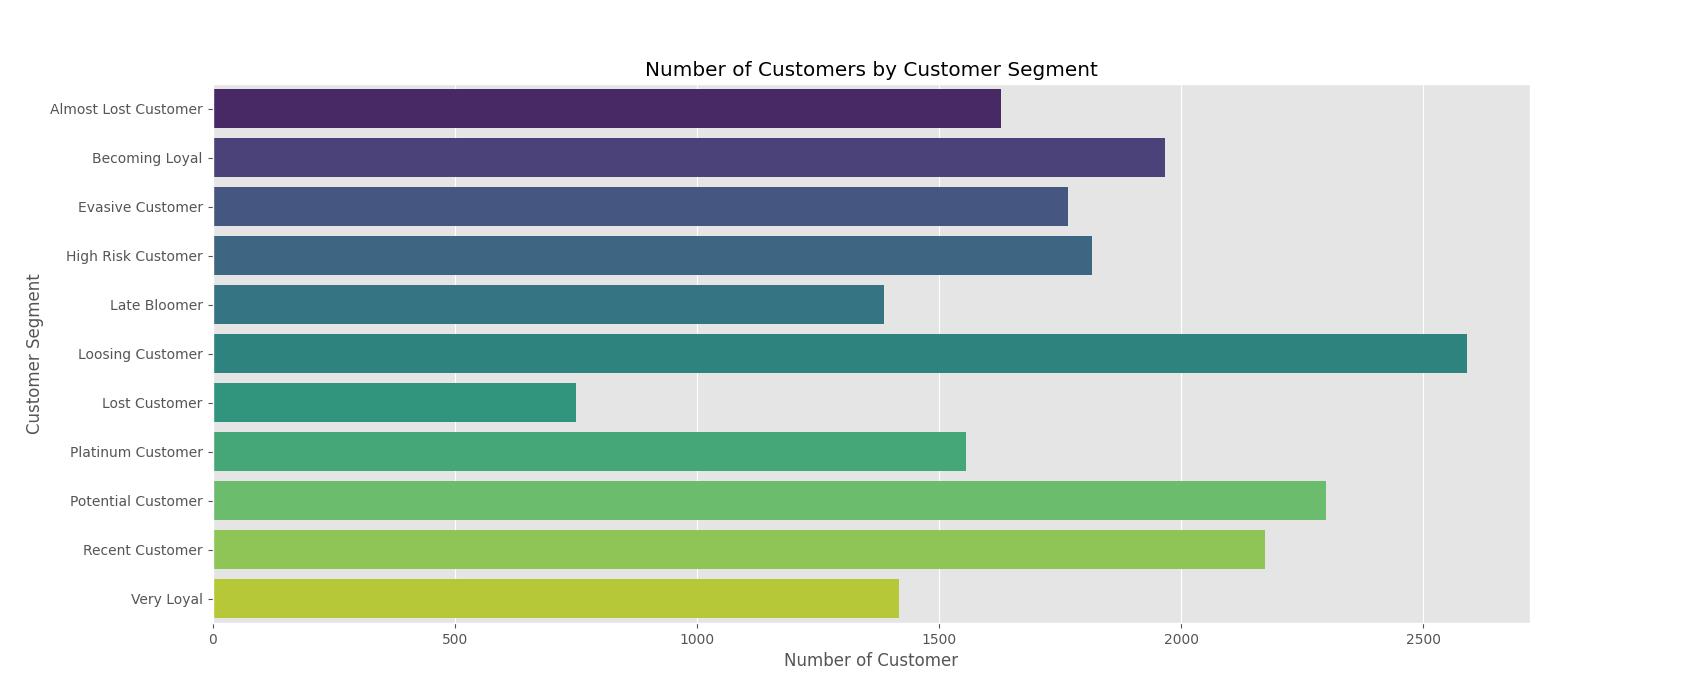 Number of Customers by Customer Segment
Almost Lost Customer
Becoming Loyal
Evasive Customer
High Risk Customer
Late Bloomer
Loosing Customer
Lost Customer
Platinum Customer
Potential Customer
Recent Customer
Very Loyal
Customer Segment
0 500 1000 1500 2000 2500
Number of Customer